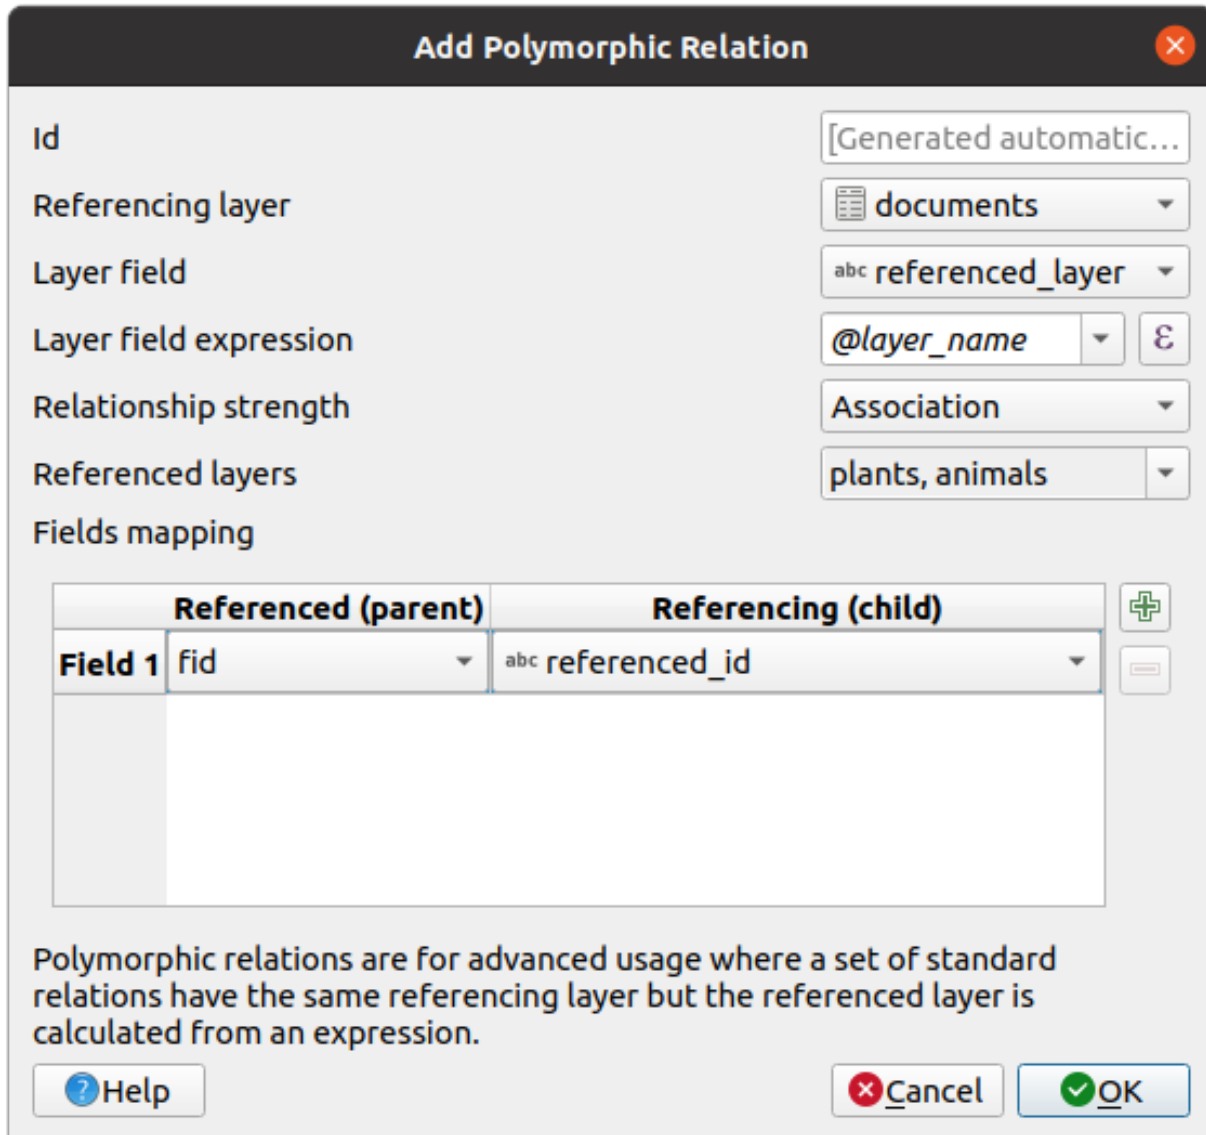 Add Polymorphic Relation
Id [Generated automatic...
Referencing layer documents
Layer field abc referenced_layer
Layer field expression @layer_name ε
Relationship strength Association
Referenced layers plants, animals
Fields mapping
Referenced (parent) Referencing (child)
Field 1 fid abc referenced_id
Polymorphic relations are for advanced usage where a set of standard
relations have the same referencing layer but the referenced layer is
calculated from an expression.
Help Cancel OK